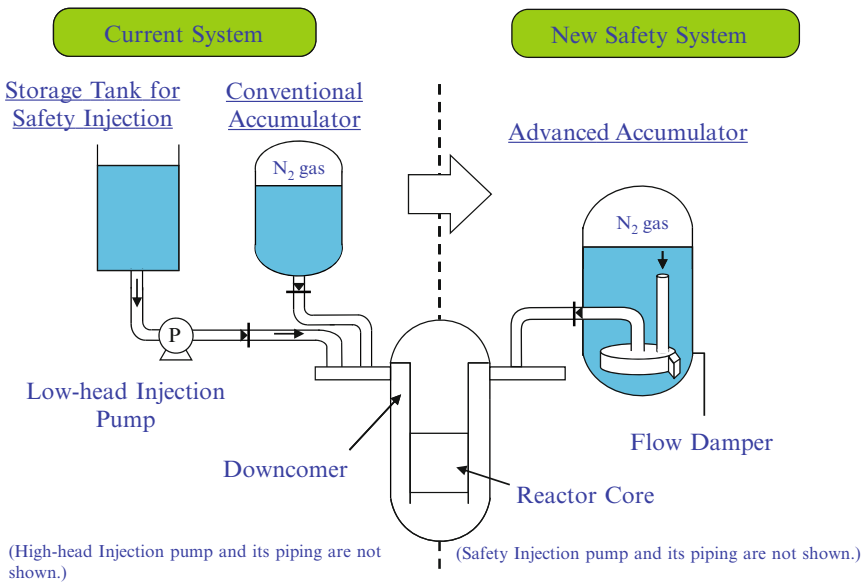 Current System
New Safety System
Storage Tank for
Safety Injection
Conventional
Accumulator
Advanced Accumulator
N₂ gas
N₂ gas
P
Low-head Injection
Pump
Downcomer
Flow Damper
Reactor Core
(High-head Injection pump and its piping are not
shown.)
(Safety Injection pump and its piping are not shown.)